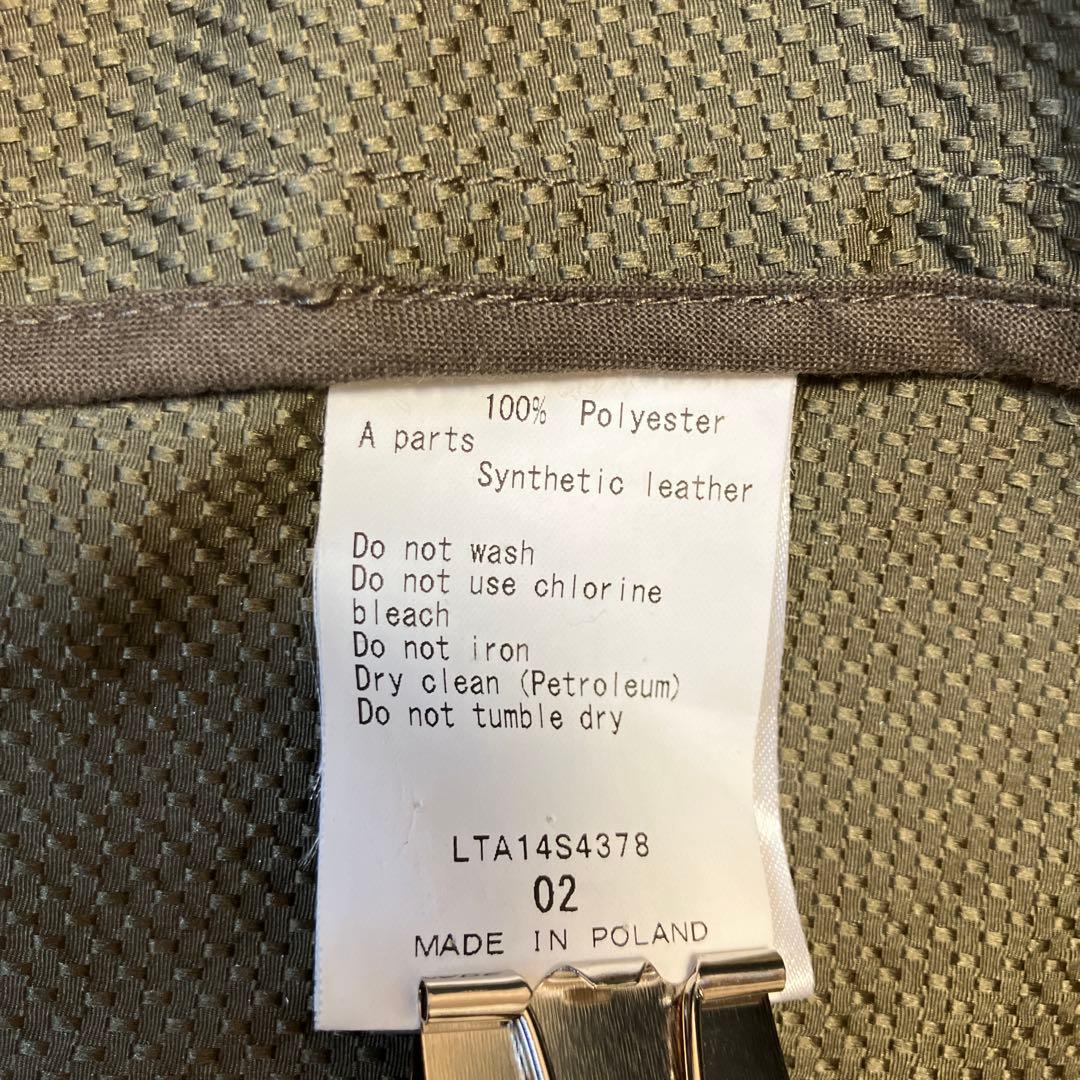 100% Polyester
A parts
Synthetic leather
Do not wash
Do not use chlorine
bleach
Do not iron
Dry clean (Petroleum)
Do not tumble dry
LTA14S4378
02
MADE IN POLAND